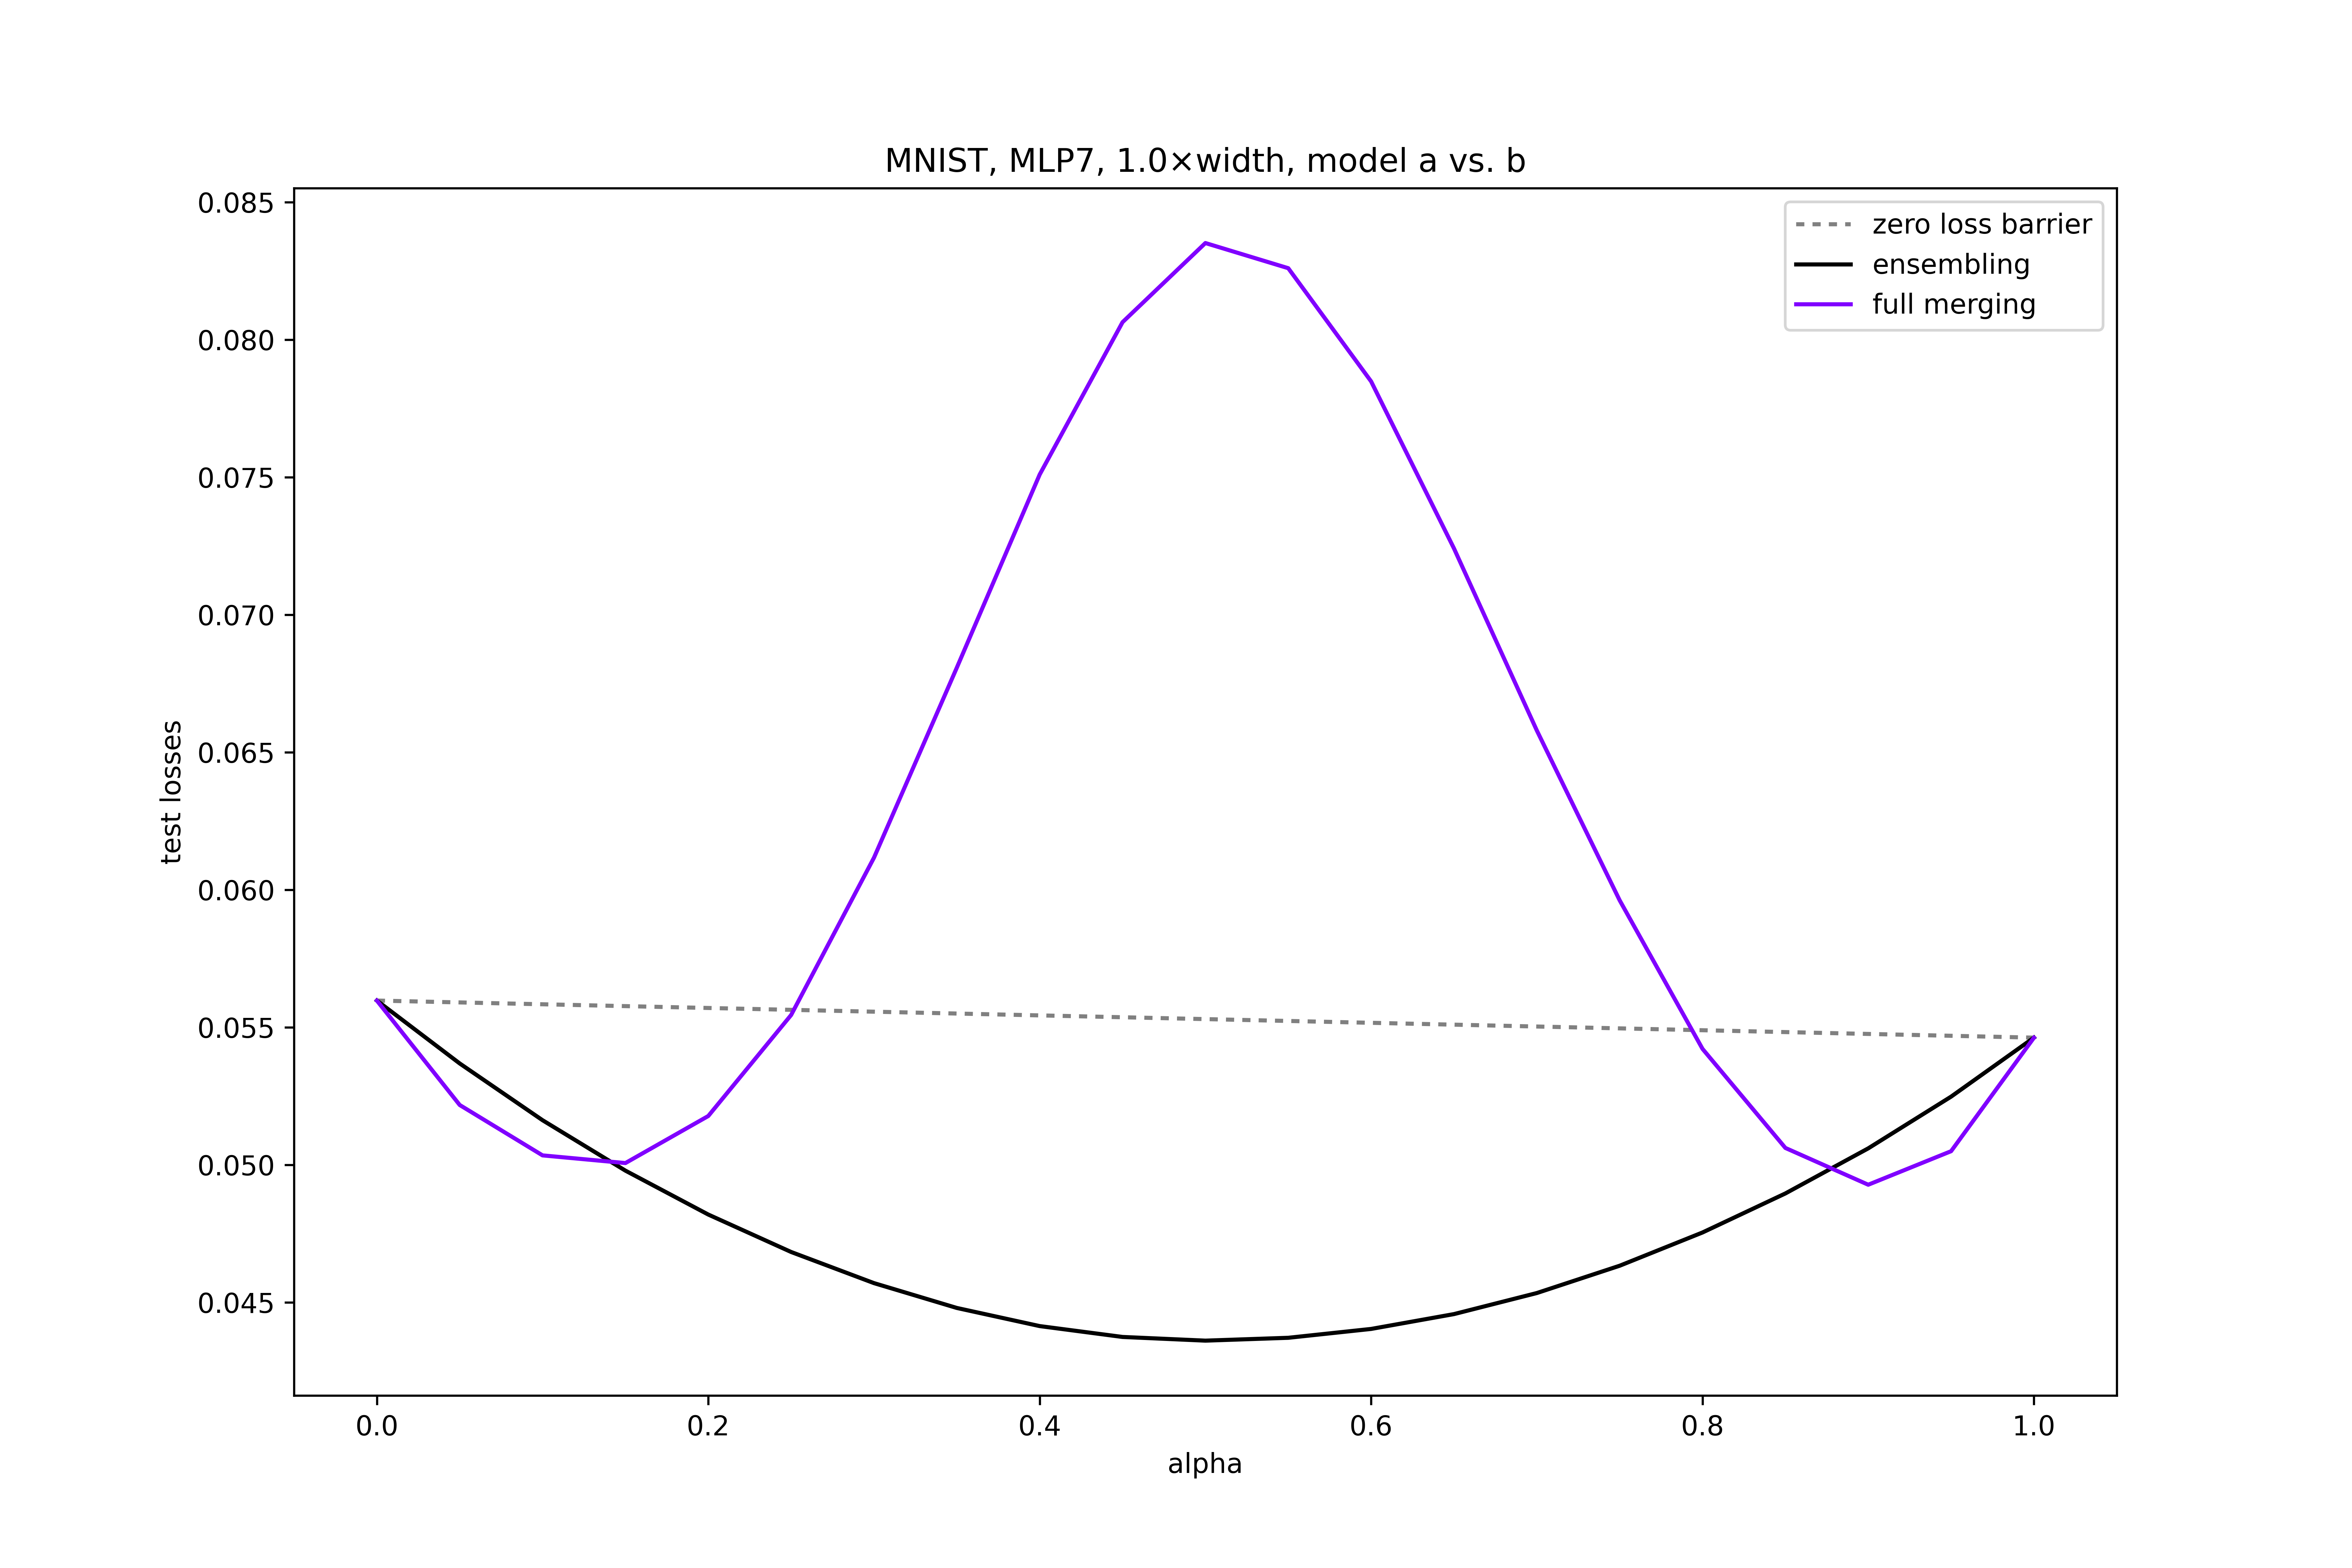 MNIST, MLP7, 1.0×width, model a vs. b
0.085
0.080
0.075
0.070
0.065
0.060
0.055
0.050
0.045
test losses
zero loss barrier
ensembling
full merging
0.0 0.2 0.4 0.6 0.8 1.0
alpha